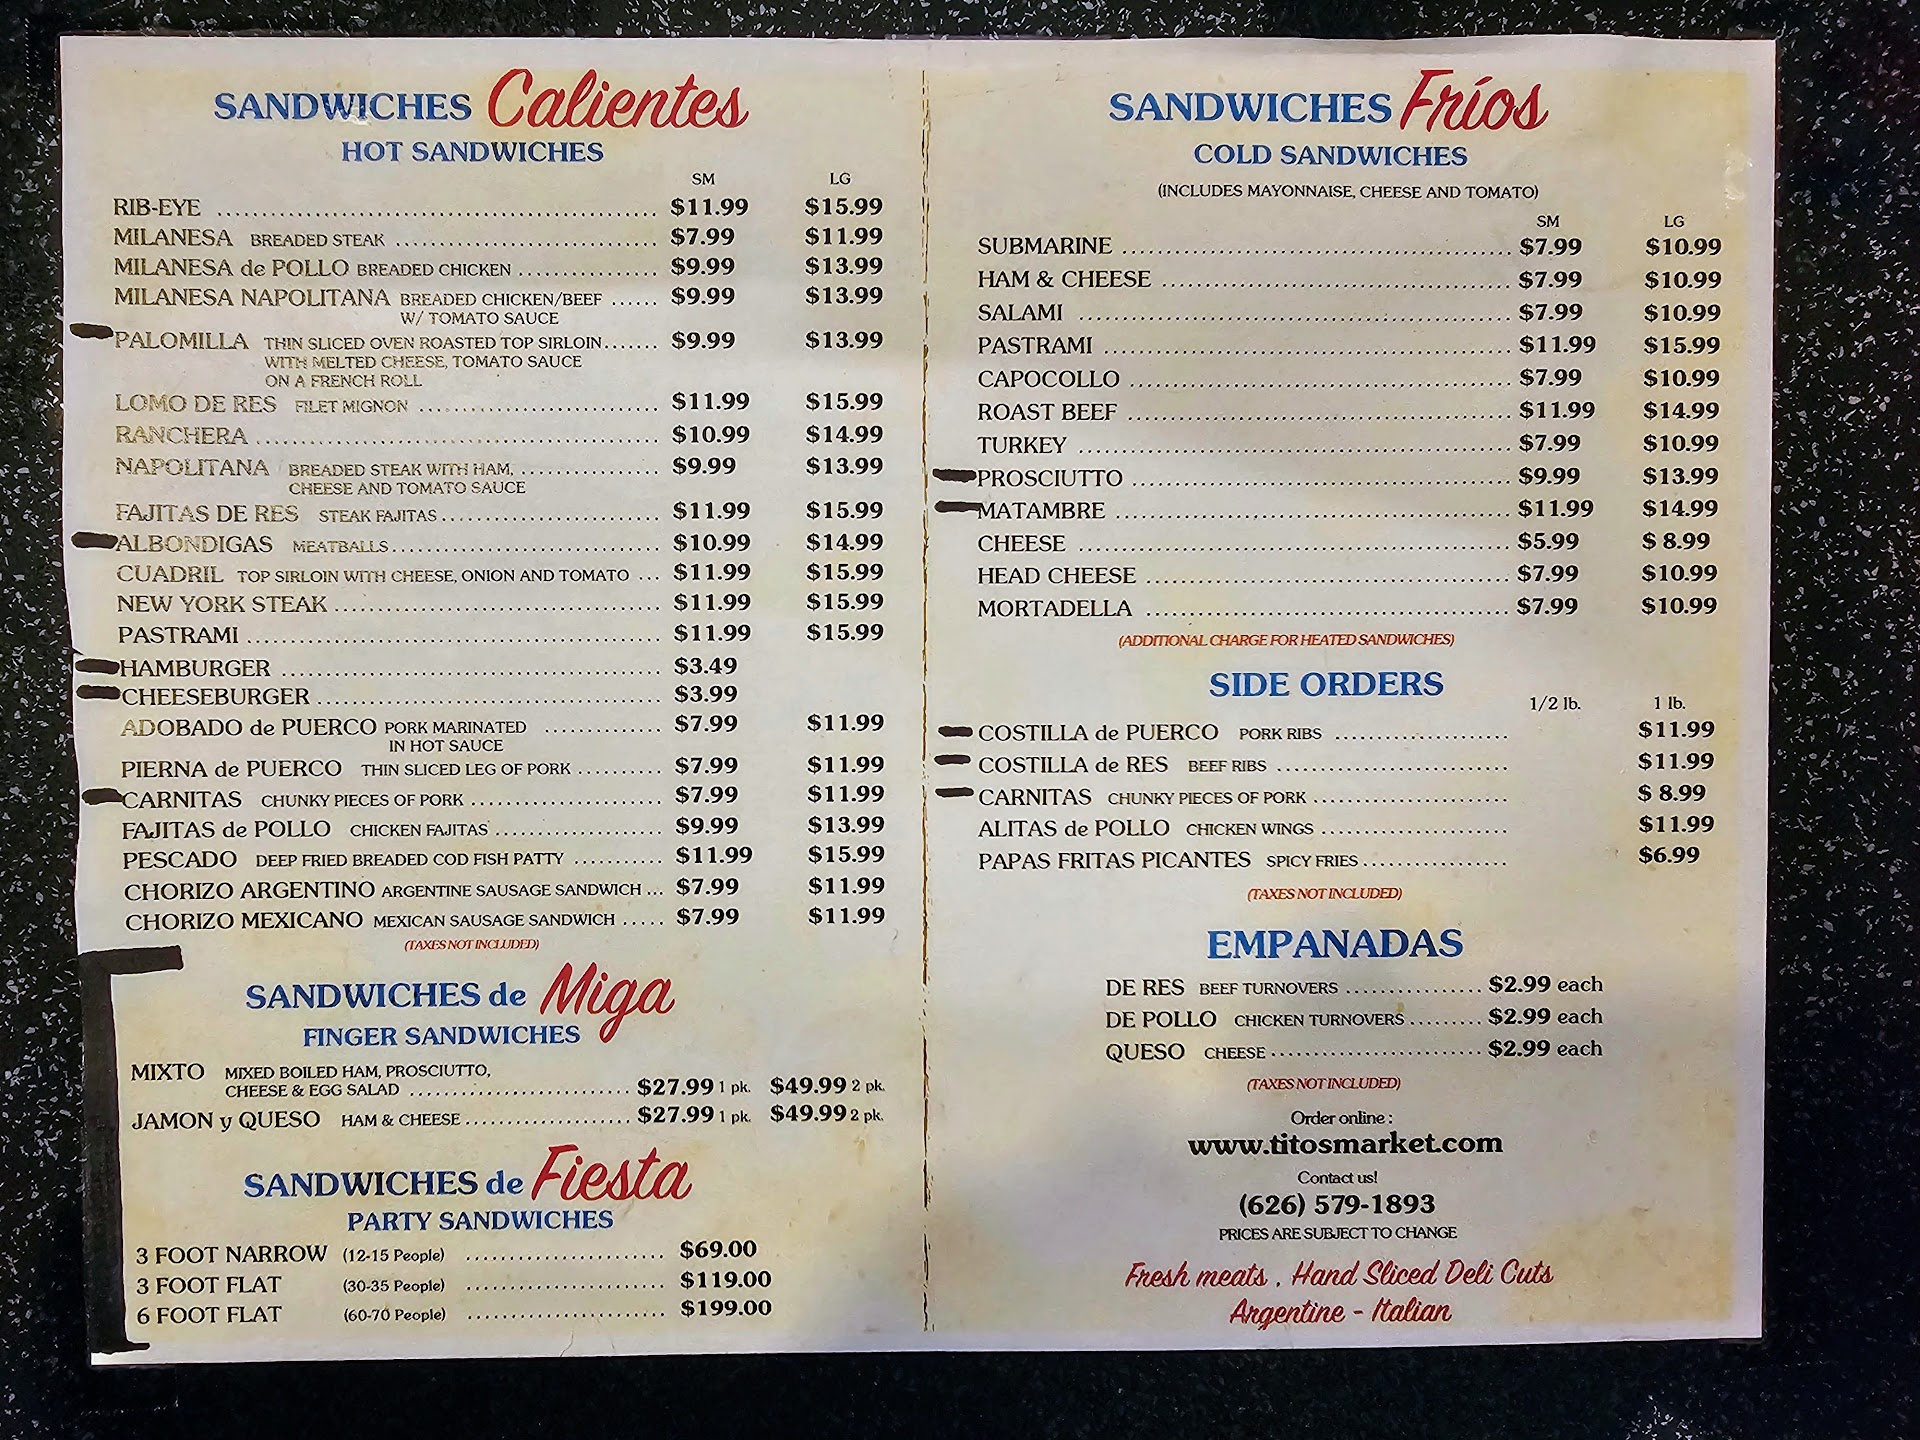 SANDWICHES Calientes
HOT SANDWICHES
SM LG
RIB-EYE ........ $11.99 $15.99
MILANESA BREADED STEAK ........ $7.99 $11.99
MILANESA de POLLO BREADED CHICKEN ........ $9.99 $13.99
MILANESA NAPOLITANA BREADED CHICKEN/BEEF ...... $9.99 $13.99
W/ TOMATO SAUCE
PALOMILLA THIN SLICED OVEN ROASTED TOP SIRLOIN....... $9.99 $13.99
WITH MELTED CHEESE, TOMATO SAUCE
ON A FRENCH ROLL
LOMO DE RES FILET MIGNON ........ $11.99 $15.99
RANCHERA ........ $10.99 $14.99
NAPOLITANA BREADED STEAK WITH HAM, ........ $9.99 $13.99
CHEESE AND TOMATO SAUCE
FAJITAS DE RES STEAK FAJITAS ........ $11.99 $15.99
ALBONDIGAS MEATBALLS ........ $10.99 $14.99
CUADRIL TOP SIRLOIN WITH CHEESE, ONION AND TOMATO ... $11.99 $15.99
NEW YORK STEAK ........ $11.99 $15.99
PASTRAMI ........ $11.99 $15.99
HAMBURGER ........ $3.49
CHEESEBURGER ........ $3.99
ADOBADO de PUERCO PORK MARINATED ........ $7.99 $11.99
IN HOT SAUCE
PIERNA de PUERCO THIN SLICED LEG OF PORK ........ $7.99 $11.99
CARNITAS CHUNKY PIECES OF PORK ........ $7.99 $11.99
FAJITAS de POLLO CHICKEN FAJITAS ........ $9.99 $13.99
PESCADO DEEP FRIED BREADED COD FISH PATTY ........ $11.99 $15.99
CHORIZO ARGENTINO ARGENTINE SAUSAGE SANDWICH ... $7.99 $11.99
CHORIZO MEXICANO MEXICAN SAUSAGE SANDWICH ..... $7.99 $11.99
(TAXES NOT INCLUDED)
SANDWICHES de Miga
FINGER SANDWICHES
MIXTO MIXED BOILED HAM, PROSCIUTTO,
CHEESE & EGG SALAD ........ $27.99 1 pk. $49.99 2 pk.
JAMON y QUESO HAM & CHEESE ........ $27.99 1 pk. $49.99 2 pk.
SANDWICHES de Fiesta
PARTY SANDWICHES
3 FOOT NARROW (12-15 People) ........ $69.00
3 FOOT FLAT (30-35 People) ........ $119.00
6 FOOT FLAT (60-70 People) ........ $199.00
SANDWICHES Fríos
COLD SANDWICHES
(INCLUDES MAYONNAISE, CHEESE AND TOMATO)
SM LG
SUBMARINE ........ $7.99 $10.99
HAM & CHEESE ........ $7.99 $10.99
SALAMI ........ $7.99 $10.99
PASTRAMI ........ $11.99 $15.99
CAPOCOLLO ........ $7.99 $10.99
ROAST BEEF ........ $11.99 $14.99
TURKEY ........ $7.99 $10.99
PROSCIUTTO ........ $9.99 $13.99
MATAMBRE ........ $11.99 $14.99
CHEESE ........ $5.99 $ 8.99
HEAD CHEESE ........ $7.99 $10.99
MORTADELLA ........ $7.99 $10.99
(ADDITIONAL CHARGE FOR HEATED SANDWICHES)
SIDE ORDERS
1/2 lb. 1 lb.
COSTILLA de PUERCO PORK RIBS ........ $11.99
COSTILLA de RES BEEF RIBS ........ $11.99
CARNITAS CHUNKY PIECES OF PORK ........ $ 8.99
ALITAS de POLLO CHICKEN WINGS ........ $11.99
PAPAS FRITAS PICANTES SPICY FRIES ........ $6.99
(TAXES NOT INCLUDED)
EMPANADAS
DE RES BEEF TURNOVERS ........ $2.99 each
DE POLLO CHICKEN TURNOVERS ........ $2.99 each
QUESO CHEESE ........ $2.99 each
(TAXES NOT INCLUDED)
Order online :
www.titosmarket.com
Contact us!
(626) 579-1893
PRICES ARE SUBJECT TO CHANGE
Fresh meats . Hand Sliced Deli Cuts
Argentine - Italian